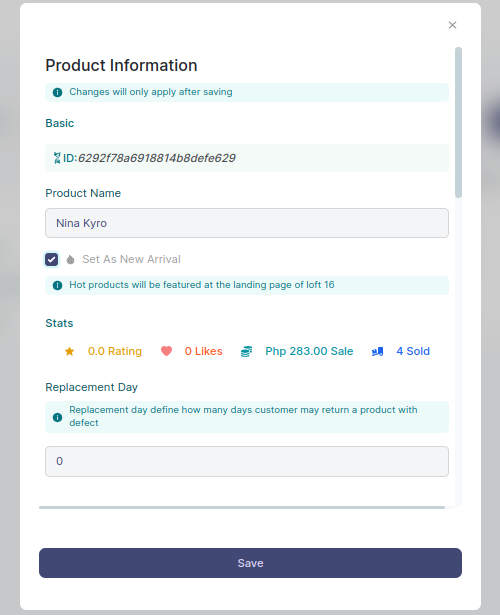 Product Information
Changes will only apply after saving
Basic
ID:6292f78a6918814b8defe629
Product Name
Nina Kyro
Set As New Arrival
Hot products will be featured at the landing page of loft 16
Stats
0.0 Rating 0 Likes Php 283.00 Sale 4 Sold
Replacement Day
Replacement day define how many days customer may return a product with
defect
0
Save